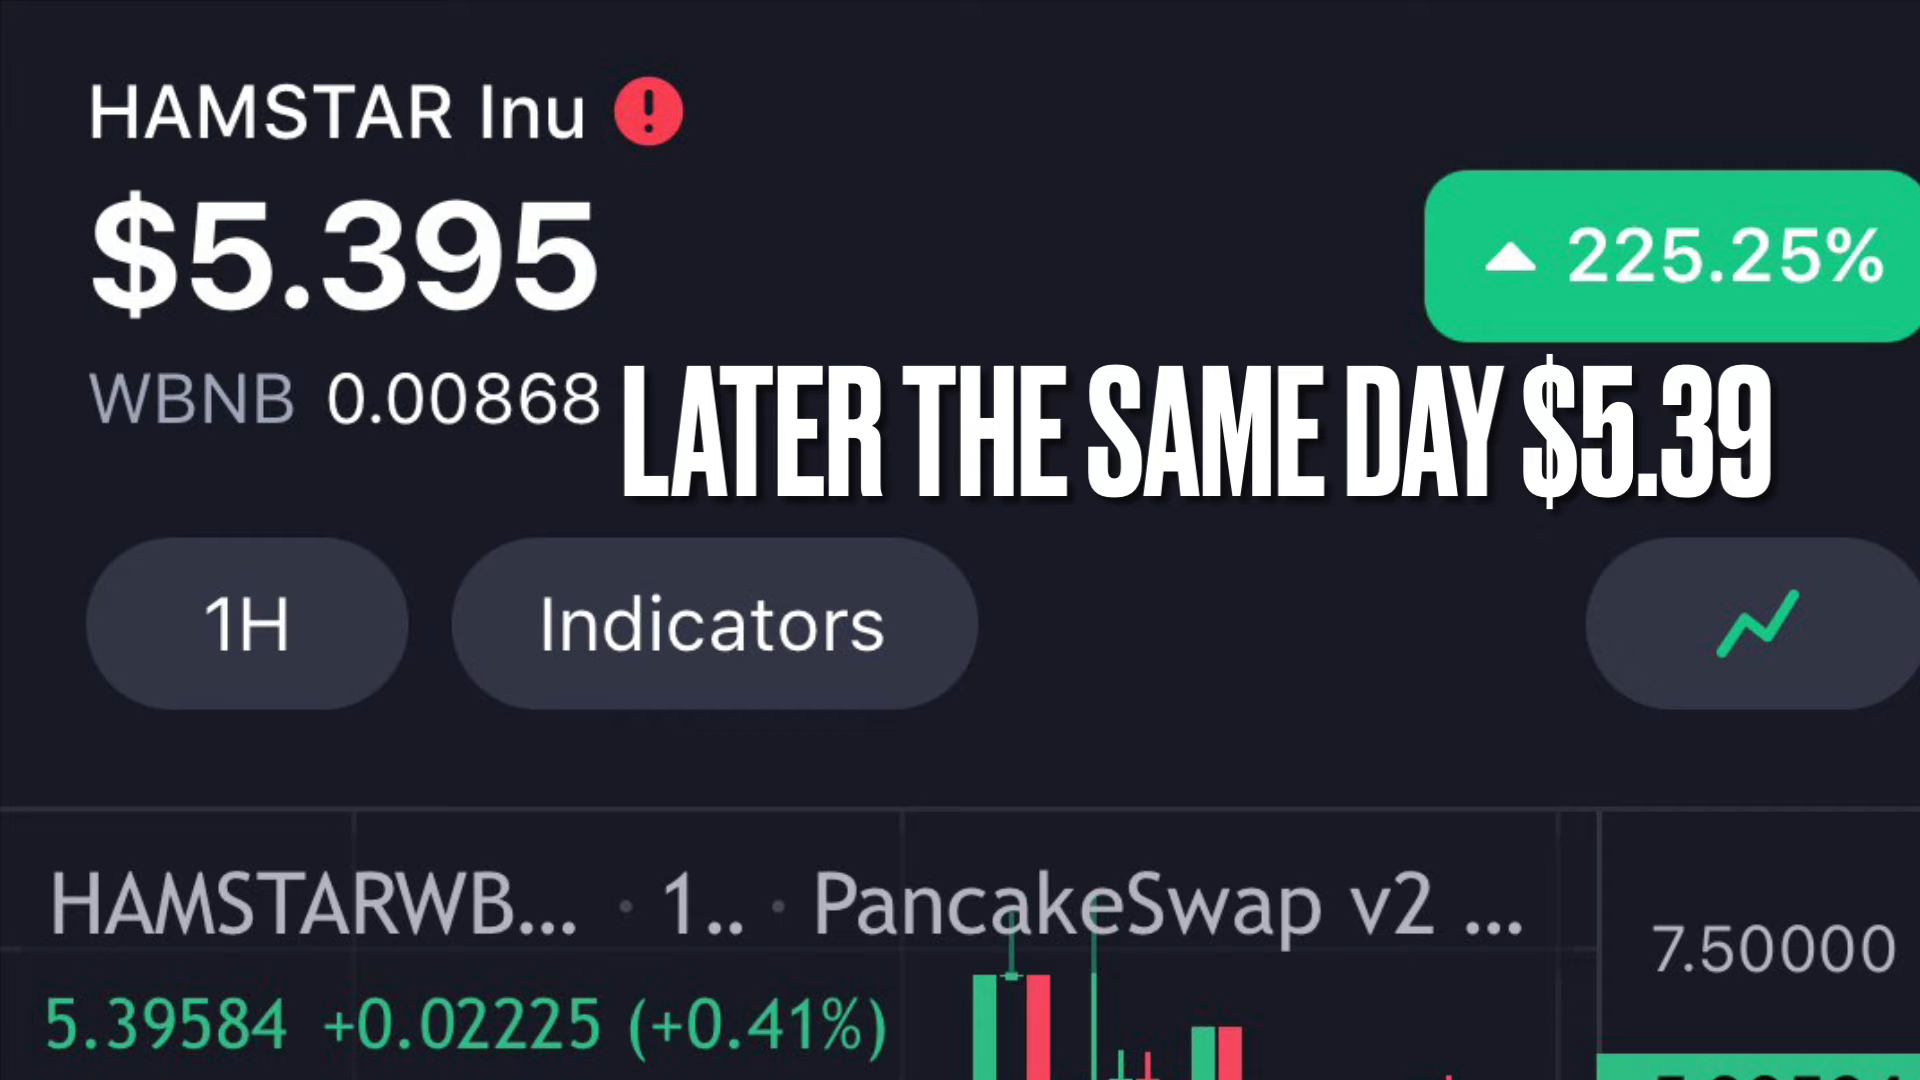 HAMSTAR Inu
$5.395
225.25%
WBNB 0.00868
LATER THE SAME DAY $5.39
1H
Indicators
HAMSTARWB... · 1.. · PancakeSwap v2 ...
7.50000
5.39584 +0.02225 (+0.41%)